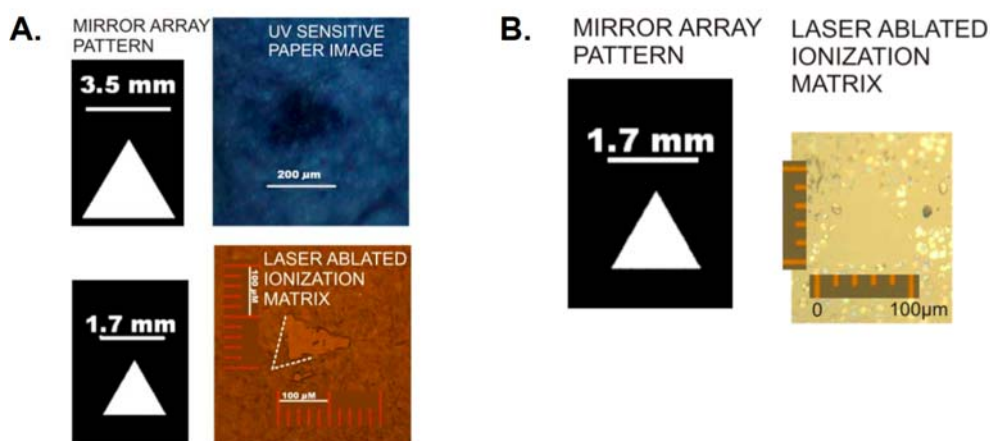 A.
MIRROR ARRAY
PATTERN
3.5 mm
UV SENSITIVE
PAPER IMAGE
200 µm
1.7 mm
LASER ABLATED
IONIZATION
MATRIX
100 µM
100 µM
B.
MIRROR ARRAY
PATTERN
1.7 mm
LASER ABLATED
IONIZATION
MATRIX
0 100µm